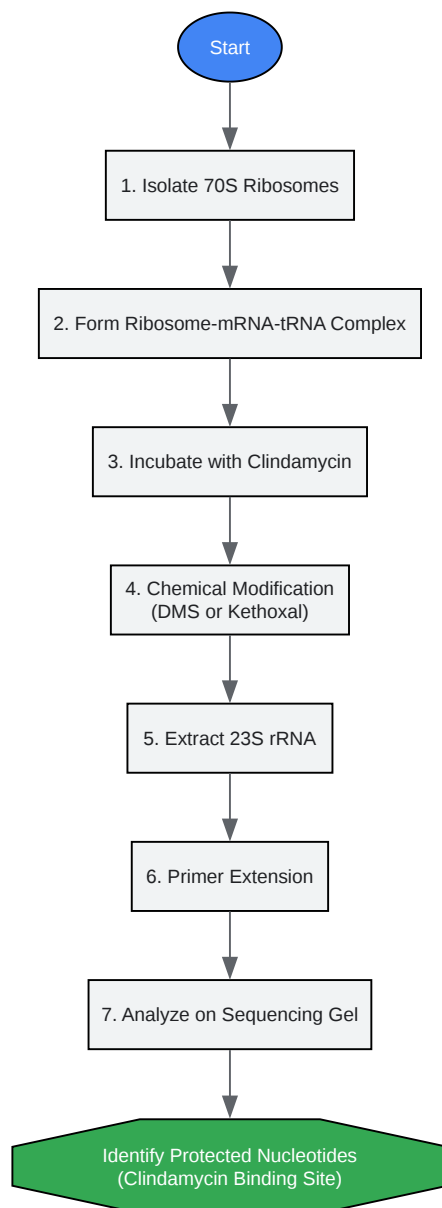 Start
1. Isolate 70S Ribosomes
2. Form Ribosome-mRNA-tRNA Complex
3. Incubate with Clindamycin
4. Chemical Modification
(DMS or Kethoxal)
5. Extract 23S rRNA
6. Primer Extension
7. Analyze on Sequencing Gel
Identify Protected Nucleotides
(Clindamycin Binding Site)